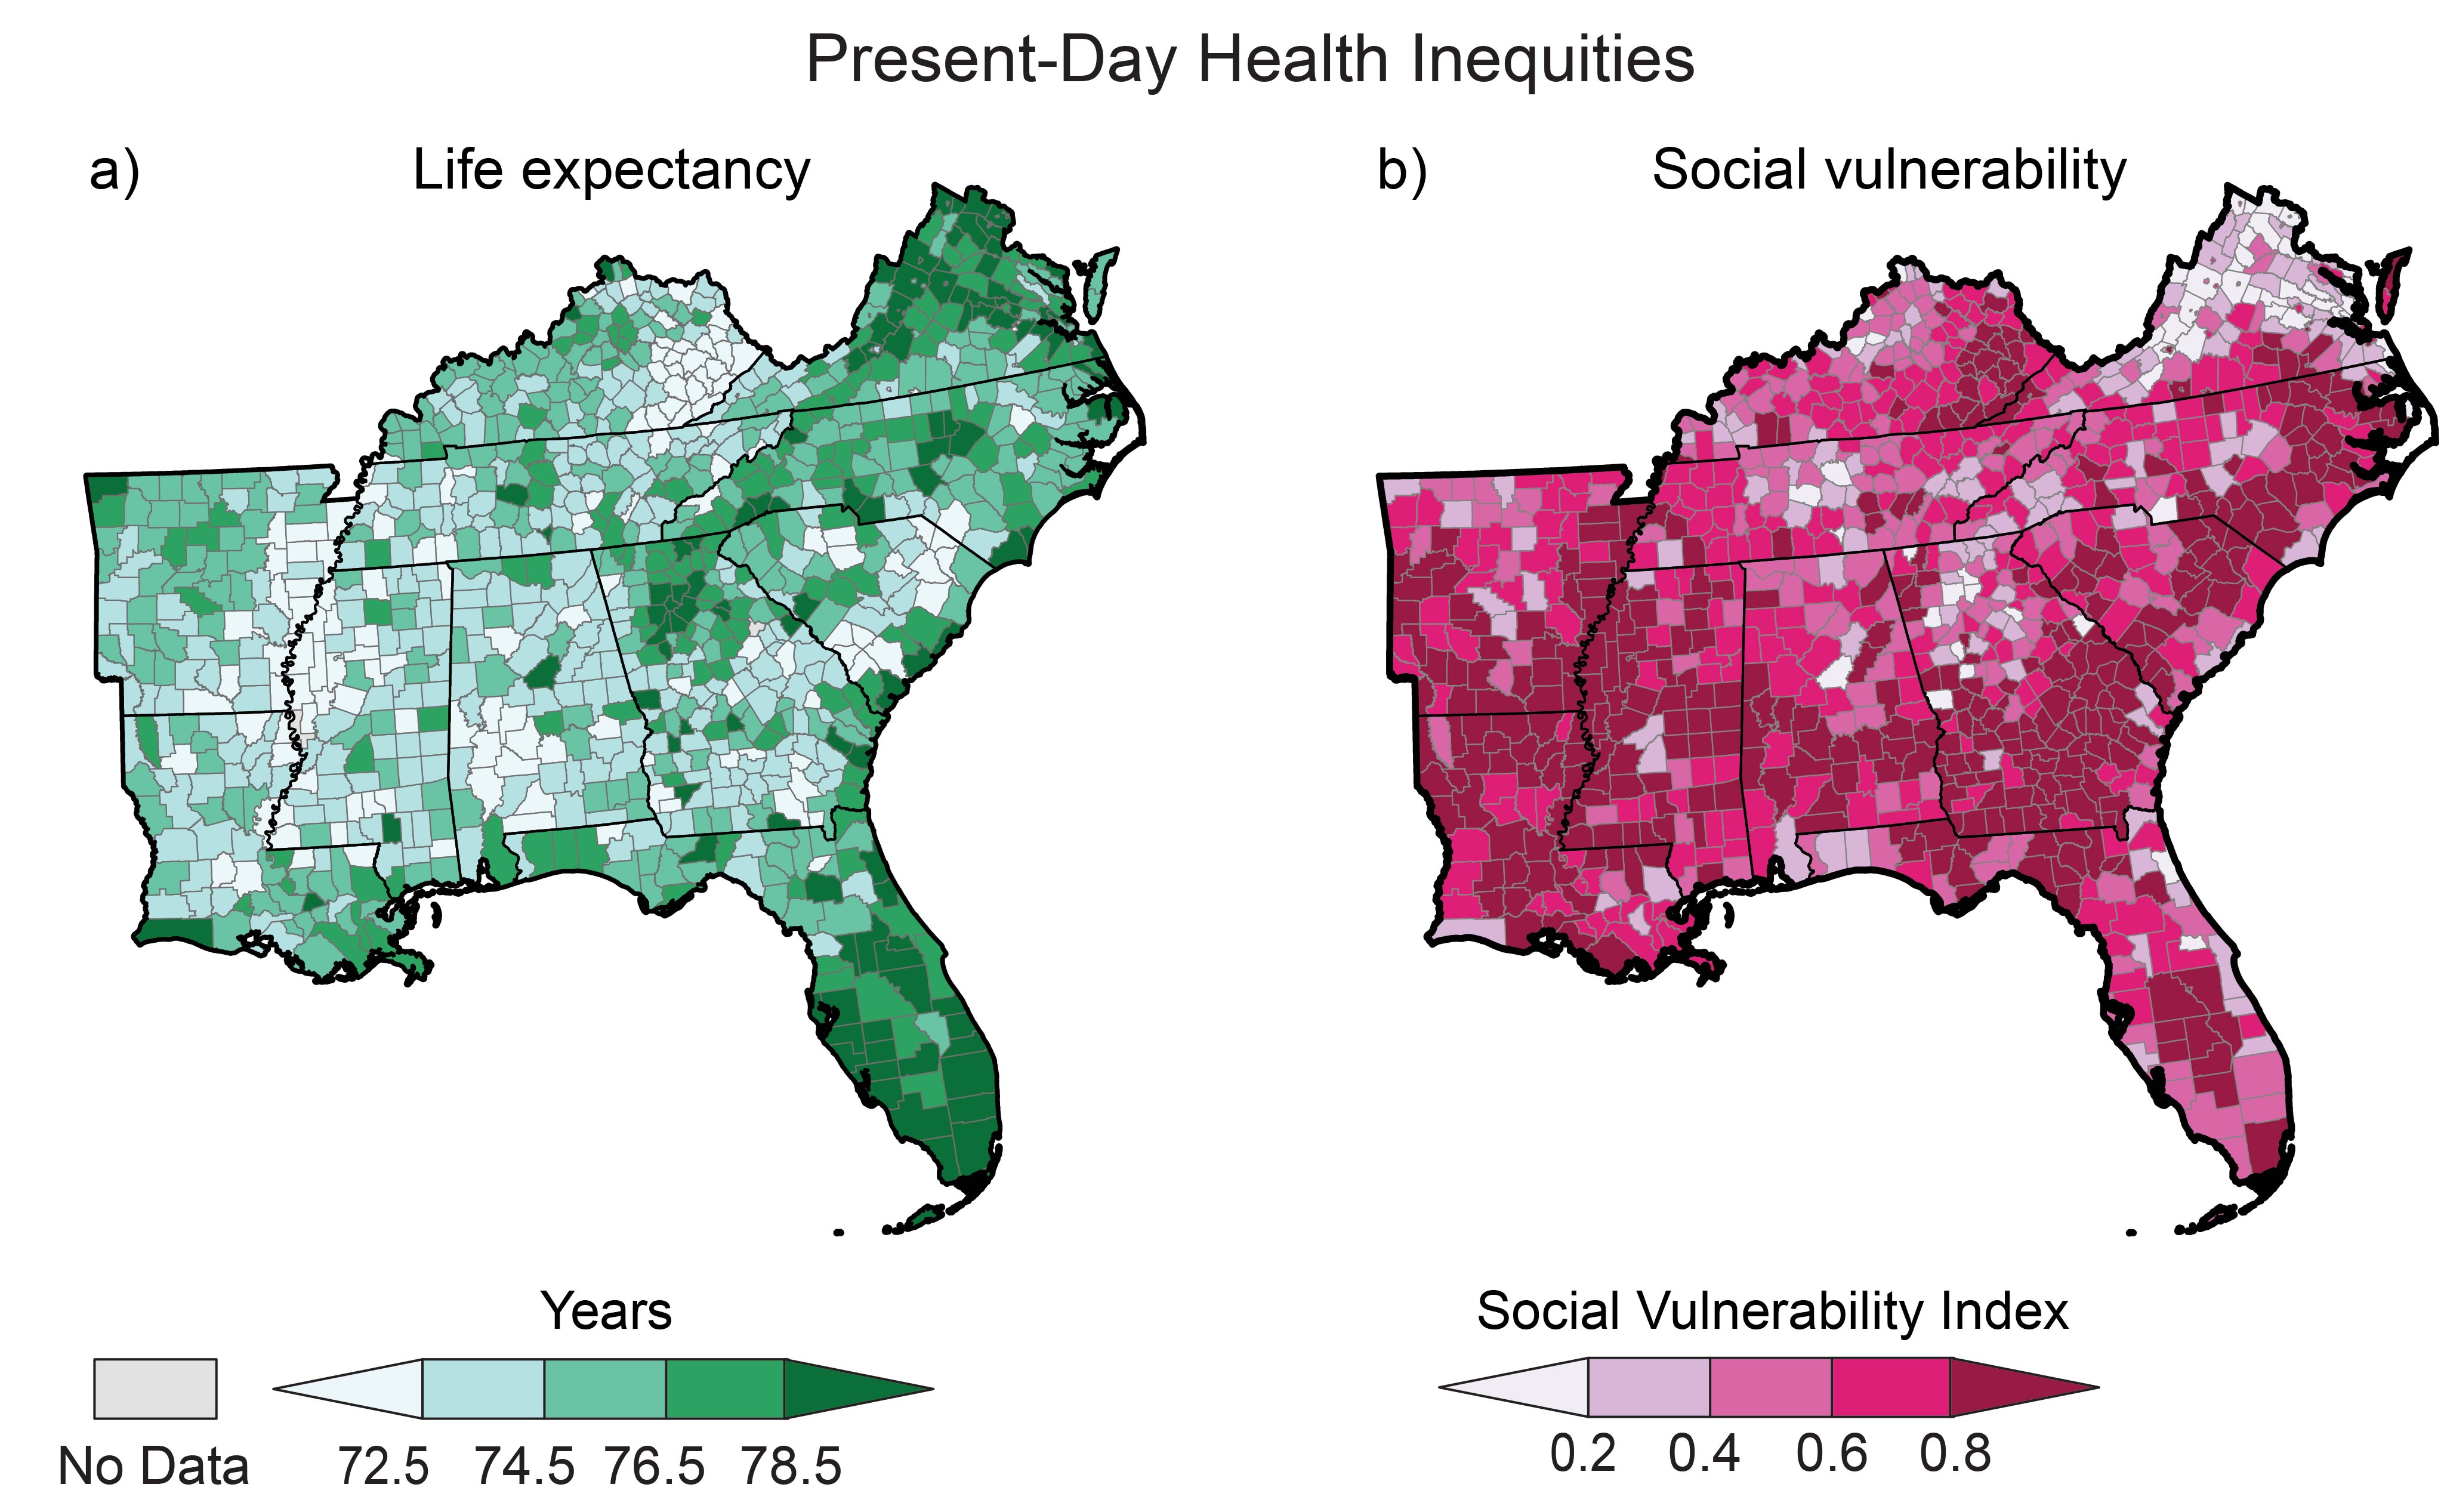 Present-Day Health Inequities
a) Life expectancy
b) Social vulnerability
Years
No Data 72.5 74.5 76.5 78.5
Social Vulnerability Index
0.2 0.4 0.6 0.8